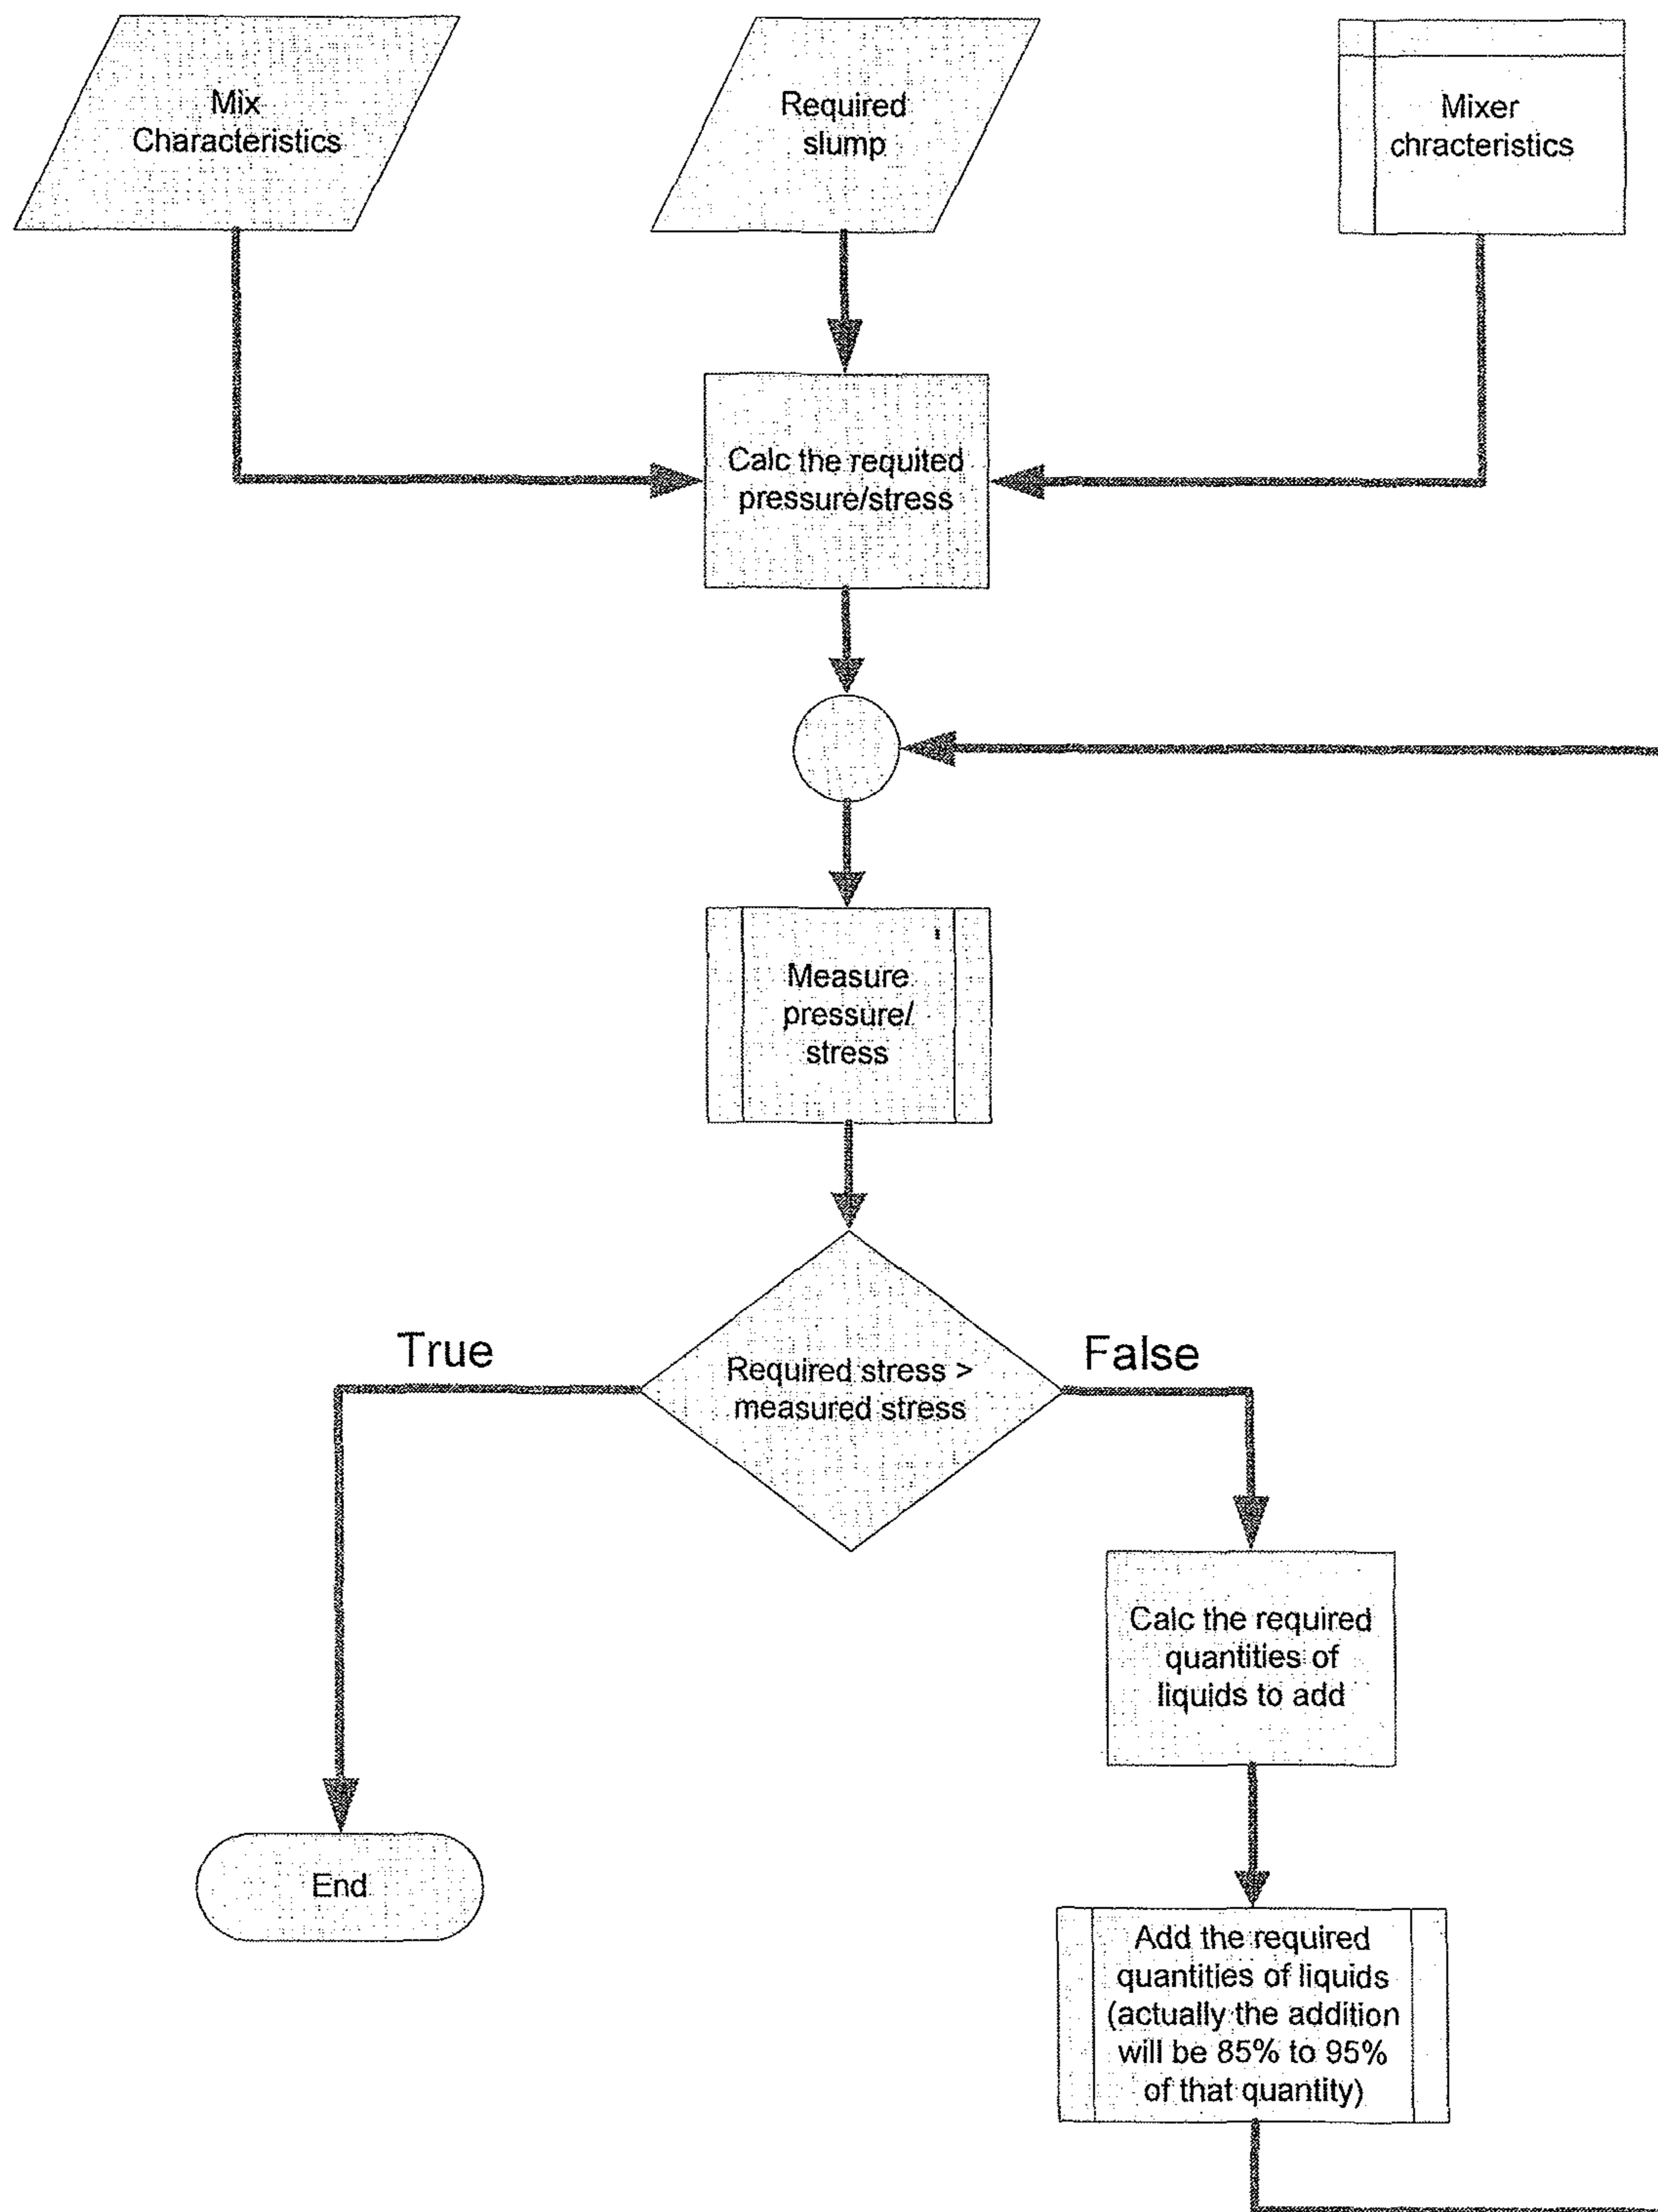 Mix
Characteristics
Required
slump
Mixer
chracteristics
Calc the requited
pressure/stress
Measure
pressure/
stress
True
Required stress >
measured stress
False
Calc the required
quantities of
liquids to add
End
Add the required
quantities of liquids
(actually the addition
will be 85% to 95%
of that quantity)